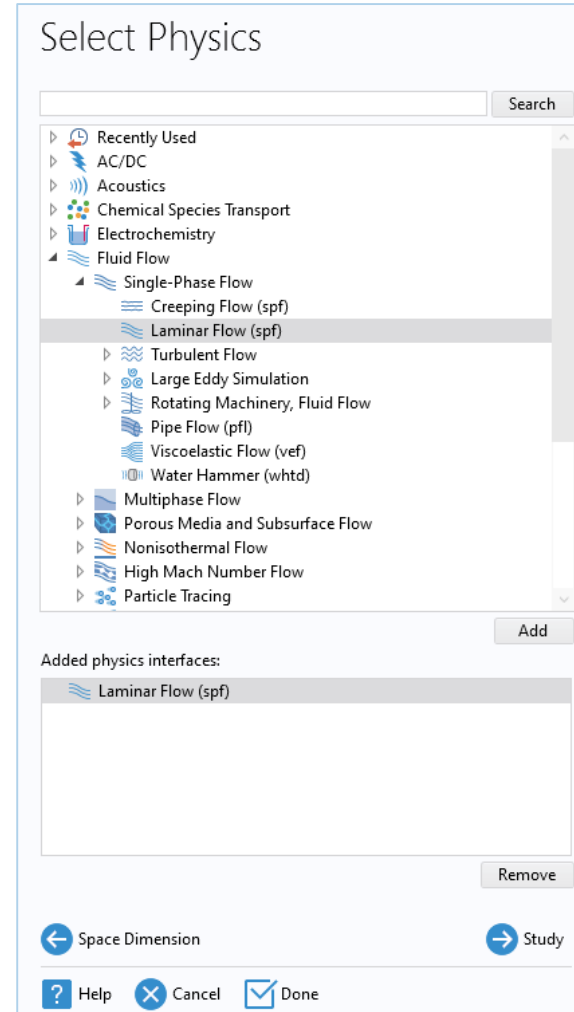 Select Physics
Search
Recently Used
AC/DC
Acoustics
Chemical Species Transport
Electrochemistry
Fluid Flow
Single-Phase Flow
Creeping Flow (spf)
Laminar Flow (spf)
Turbulent Flow
Large Eddy Simulation
Rotating Machinery, Fluid Flow
Pipe Flow (pfl)
Viscoelastic Flow (vef)
Water Hammer (whtd)
Multiphase Flow
Porous Media and Subsurface Flow
Nonisothermal Flow
High Mach Number Flow
Particle Tracing
Add
Added physics interfaces:
Laminar Flow (spf)
Remove
Space Dimension Study
? Help Cancel Done